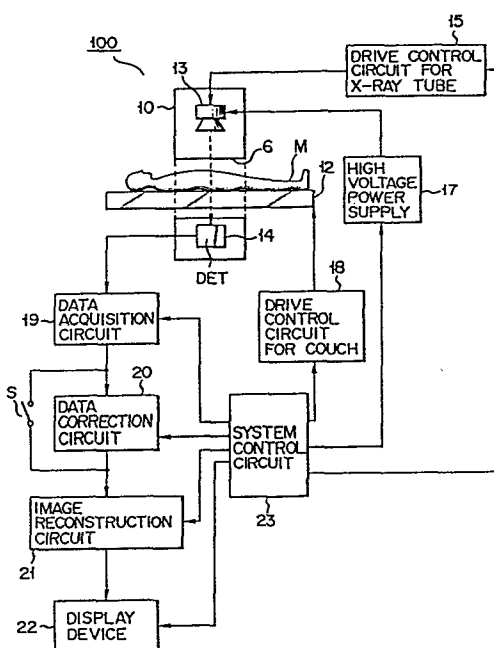 15
100
DRIVE CONTROL
CIRCUIT FOR
X-RAY TUBE
13
10
6
M
12
HIGH
VOLTAGE
POWER
SUPPLY
17
14
DET
18
DRIVE
CONTROL
CIRCUIT
FOR COUCH
DATA
ACQUISITION
CIRCUIT
19
20
S
DATA
CORRECTION
CIRCUIT
SYSTEM
CONTROL
CIRCUIT
23
IMAGE
RECONSTRUCTION
CIRCUIT
21
DISPLAY
DEVICE
22